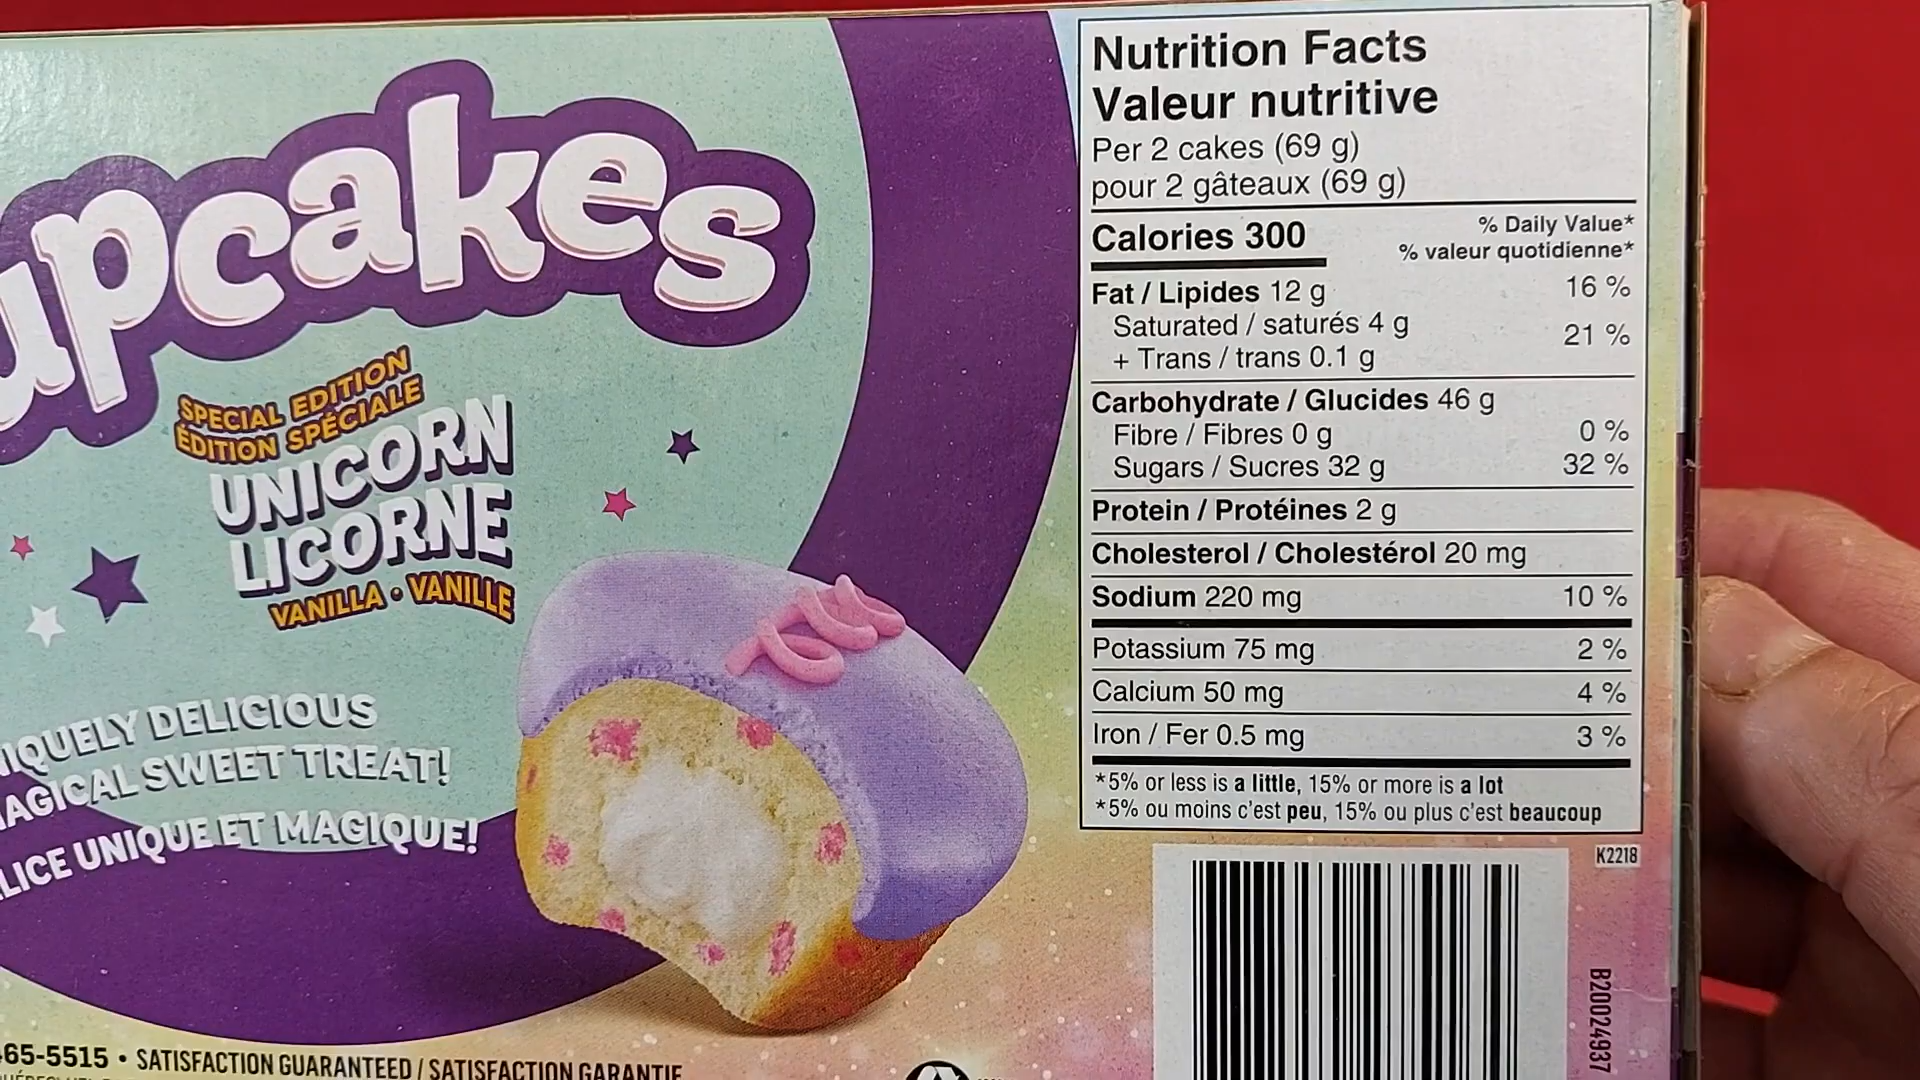 upcakes
SPECIAL EDITION
ÉDITION SPÉCIALE
UNICORN
LICORNE
VANILLA • VANILLE
DELICIOUS
SWEET TREAT!
UNIQUE ET MAGIQUE!
65-5515 • SATISFACTION GUARANTEED / SATISFACTION GARANTIE
Nutrition Facts
Valeur nutritive
Per 2 cakes (69 g)
pour 2 gâteaux (69 g)
Calories 300
% Daily Value*
% valeur quotidienne*
Fat / Lipides 12 g 16 %
Saturated / saturés 4 g
+ Trans / trans 0.1 g 21 %
Carbohydrate / Glucides 46 g
Fibre / Fibres 0 g 0 %
Sugars / Sucres 32 g 32 %
Protein / Protéines 2 g
Cholesterol / Cholestérol 20 mg
Sodium 220 mg 10 %
Potassium 75 mg 2 %
Calcium 50 mg 4 %
Iron / Fer 0.5 mg 3 %
*5% or less is a little, 15% or more is a lot
*5% ou moins c'est peu, 15% ou plus c'est beaucoup
K2218
B20024937